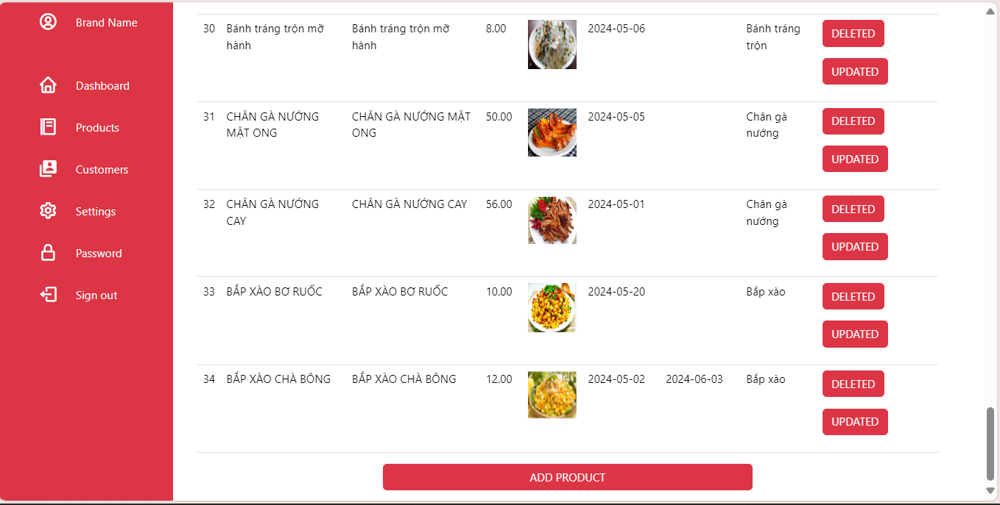 Brand Name
Dashboard
Products
Customers
Settings
Password
Sign out
30 Bánh tráng trộn mỡ Bánh tráng trộn mỡ 8.00 2024-05-06 Bánh tráng DELETED
hành hành trộn
UPDATED
31 CHÂN GÀ NƯỚNG CHÂN GÀ NƯỚNG MẬT 50.00 2024-05-05 Chân gà DELETED
MẬT ONG ONG nướng
UPDATED
32 CHÂN GÀ NƯỚNG CHÂN GÀ NƯỚNG CAY 56.00 2024-05-01 Chân gà DELETED
CAY nướng
UPDATED
33 BẮP XÀO BƠ RUỐC BẮP XÀO BƠ RUỐC 10.00 2024-05-20 Bắp xào DELETED
UPDATED
34 BẮP XÀO CHÀ BÔNG BẮP XÀO CHÀ BÔNG 12.00 2024-05-02 2024-06-03 Bắp xào DELETED
UPDATED
ADD PRODUCT